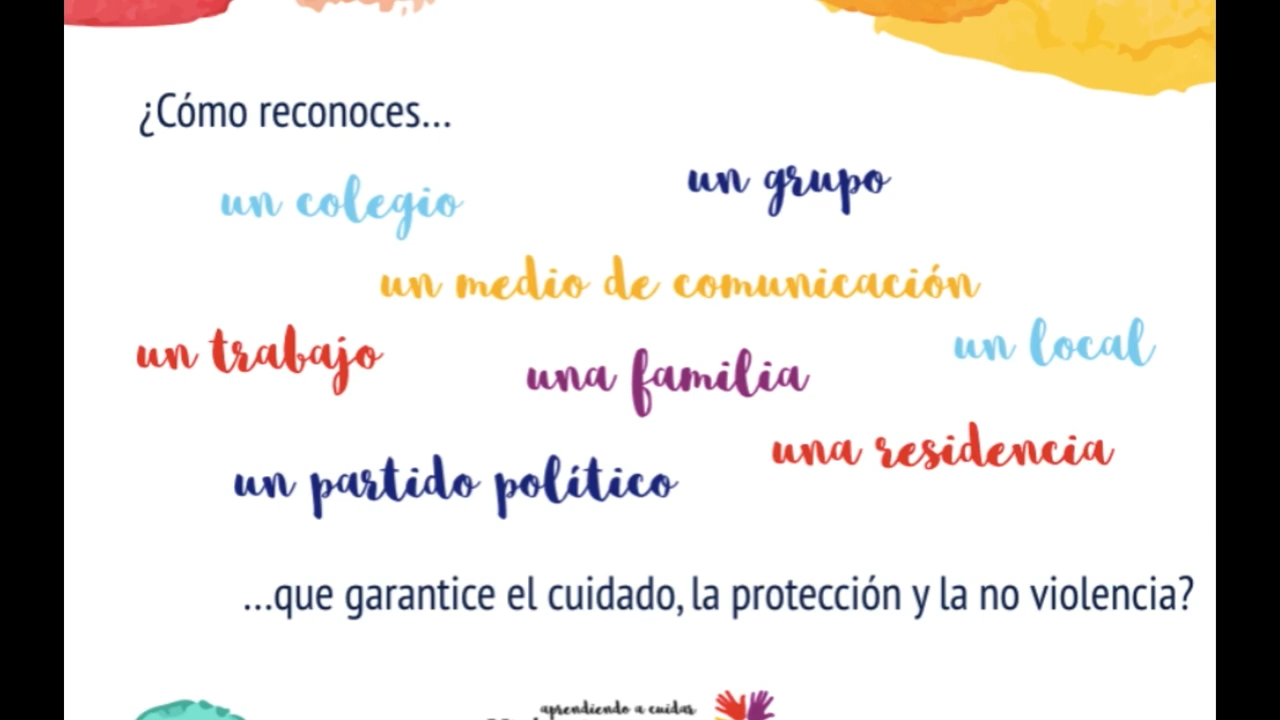 ¿Cómo reconoces...
un colegio
un grupo
un medio de comunicación
un trabajo
una familia
un local
un partido político
una residencia
...que garantice el cuidado, la protección y la no violencia?
aprendiendo a cuidar